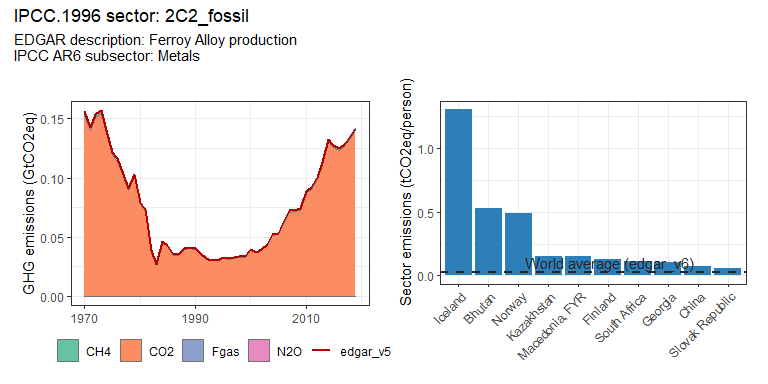 IPCC.1996 sector: 2C2_fossil
EDGAR description: Ferroy Alloy production
IPCC AR6 subsector: Metals
GHG emissions (GtCO2eq)
0.15
0.10
0.05
0.00
1970
1990
2010
CH4
CO2
Fgas
N2O
edgar_v5
Sector emissions (tCO2eq/person)
1.0
0.5
0.0
World average (edgar_v6)
Iceland
Bhutan
Norway
Kazakhstan
Macedonia, FYR
Finland
South Africa
Georgia
China
Slovak Republic